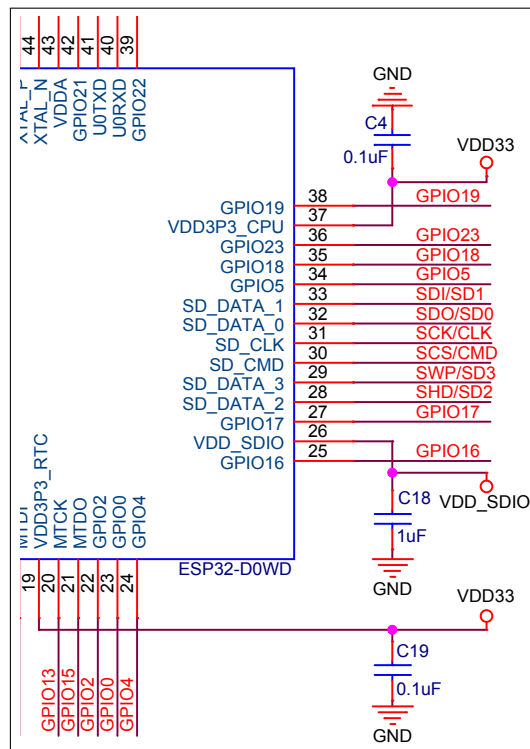 44
43
42
41
40
39
XTAL_N
VDDA
GPIO21
U0TXD
U0RXD
GPIO22
GND
C4
0.1uF
VDD33
GPIO19 38 GPIO19
VDD3P3_CPU 37
GPIO23 36 GPIO23
GPIO18 35 GPIO18
GPIO5 34 GPIO5
SD_DATA_1 33 SDI/SD1
SD_DATA_0 32 SDO/SD0
SD_CLK 31 SCK/CLK
SD_CMD 30 SCS/CMD
SD_DATA_3 29 SWP/SD3
SD_DATA_2 28 SHD/SD2
GPIO17 27 GPIO17
VDD_SDIO 26
GPIO16 25 GPIO16
VDD_SDIO
C18
1uF
GND
VDD3P3_RTC
MTCK
MTDO
GPIO2
GPIO0
GPIO4
ESP32-D0WD
19
20
21
22
23
24
VDD33
C19
0.1uF
GND
GPIO13
GPIO15
GPIO2
GPIO0
GPIO4